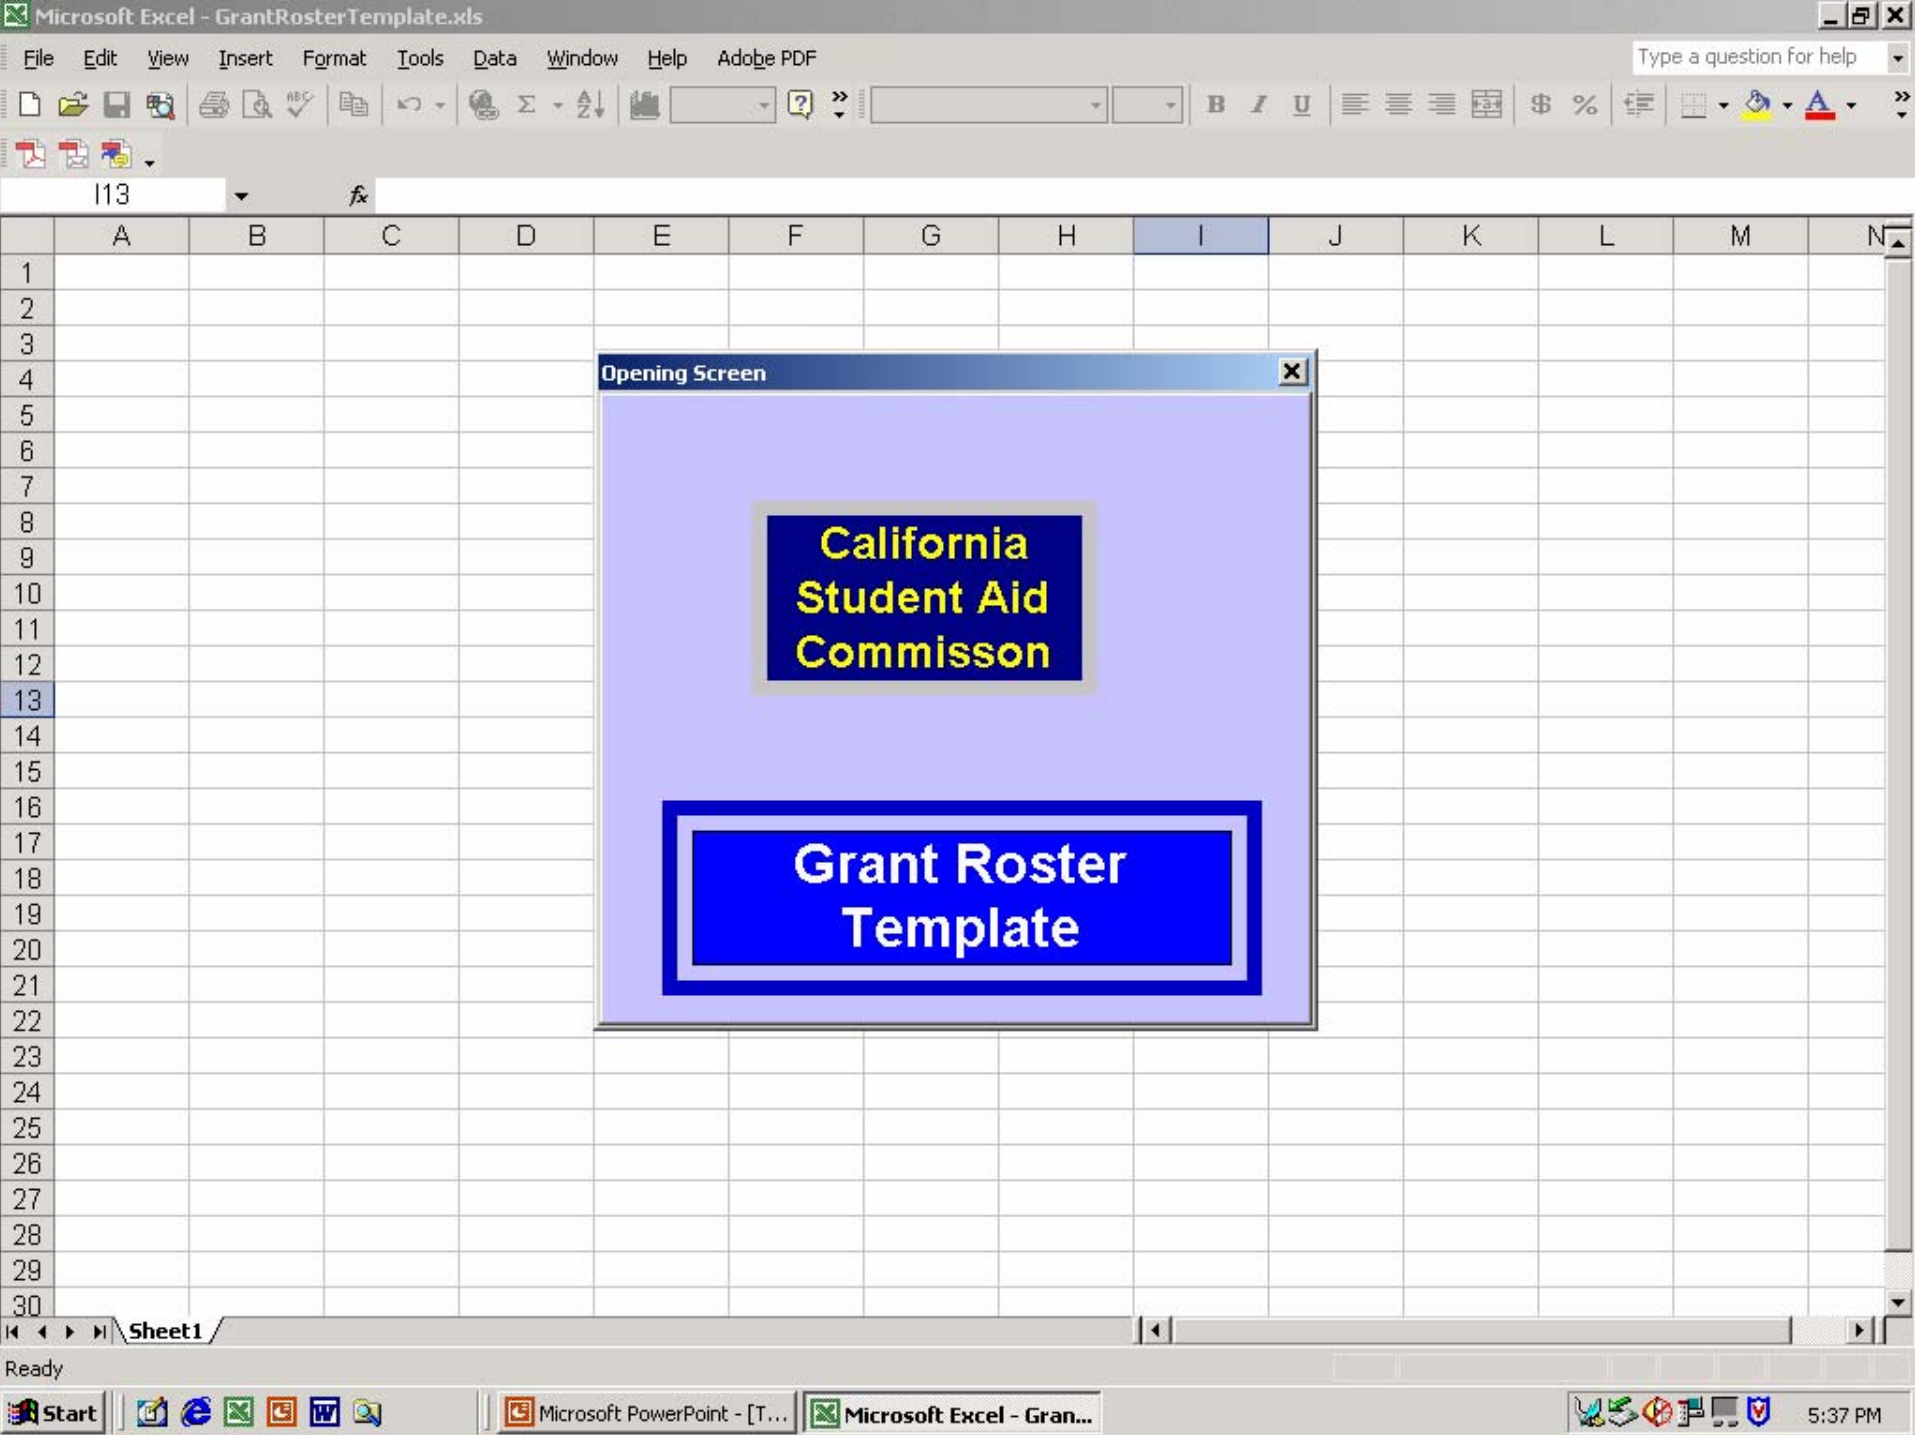 Microsoft Excel - GrantRosterTemplate.xls
File Edit View Insert Format Tools Data Window Help Adobe PDF Type a question for help
I13 fx
A B C D E F G H I J K L M N
1
2
3
4
5
6
7
8
9
10
11
12
13
14
15
16
17
18
19
20
21
22
23
24
25
26
27
28
29
30
Opening Screen
California
Student Aid
Commisson
Grant Roster
Template
Sheet1
Ready
Start Microsoft PowerPoint - [T... Microsoft Excel - Gran... 5:37 PM